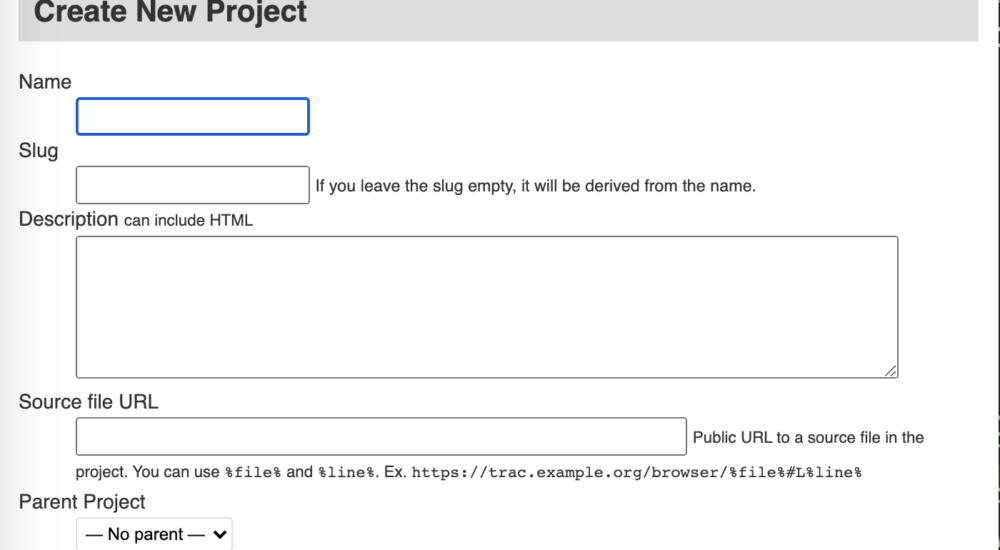 Create New Project
Name
Slug
If you leave the slug empty, it will be derived from the name.
Description can include HTML
Source file URL
Public URL to a source file in the
project. You can use %file% and %line%. Ex. https://trac.example.org/browser/%file%#L%line%
Parent Project
— No parent —